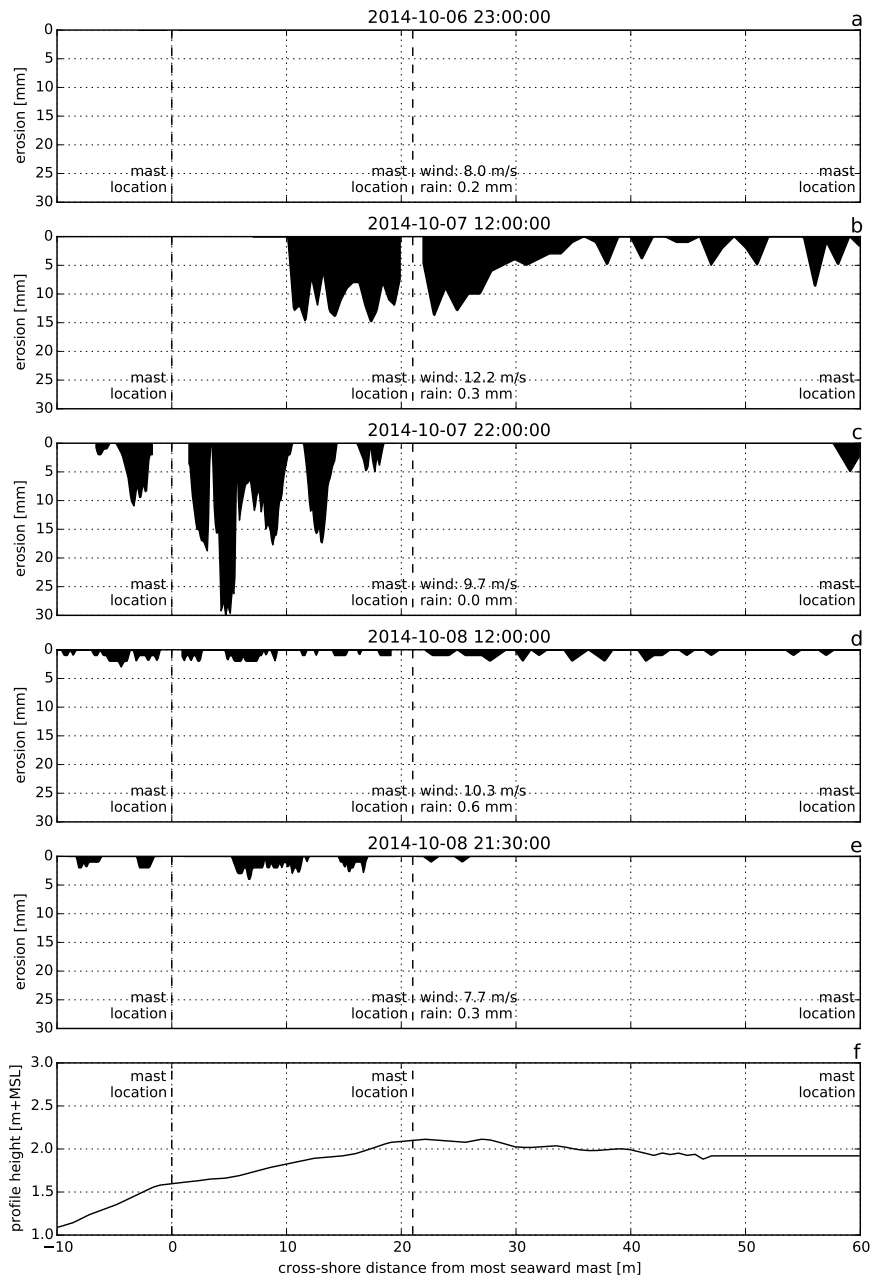 2014-10-06 23:00:00 a
0
5
10
15
20
25
30
erosion [mm]
mast location
mast location
wind: 8.0 m/s
rain: 0.2 mm
mast location
2014-10-07 12:00:00 b
0
5
10
15
20
25
30
erosion [mm]
mast location
mast location
wind: 12.2 m/s
rain: 0.3 mm
mast location
2014-10-07 22:00:00 c
0
5
10
15
20
25
30
erosion [mm]
mast location
mast location
wind: 9.7 m/s
rain: 0.0 mm
mast location
2014-10-08 12:00:00 d
0
5
10
15
20
25
30
erosion [mm]
mast location
mast location
wind: 10.3 m/s
rain: 0.6 mm
mast location
2014-10-08 21:30:00 e
0
5
10
15
20
25
30
erosion [mm]
mast location
mast location
wind: 7.7 m/s
rain: 0.3 mm
mast location
f
3.0
2.5
2.0
1.5
1.0
profile height [m+MSL]
mast location
mast location
mast location
−10 0 10 20 30 40 50 60
cross-shore distance from most seaward mast [m]